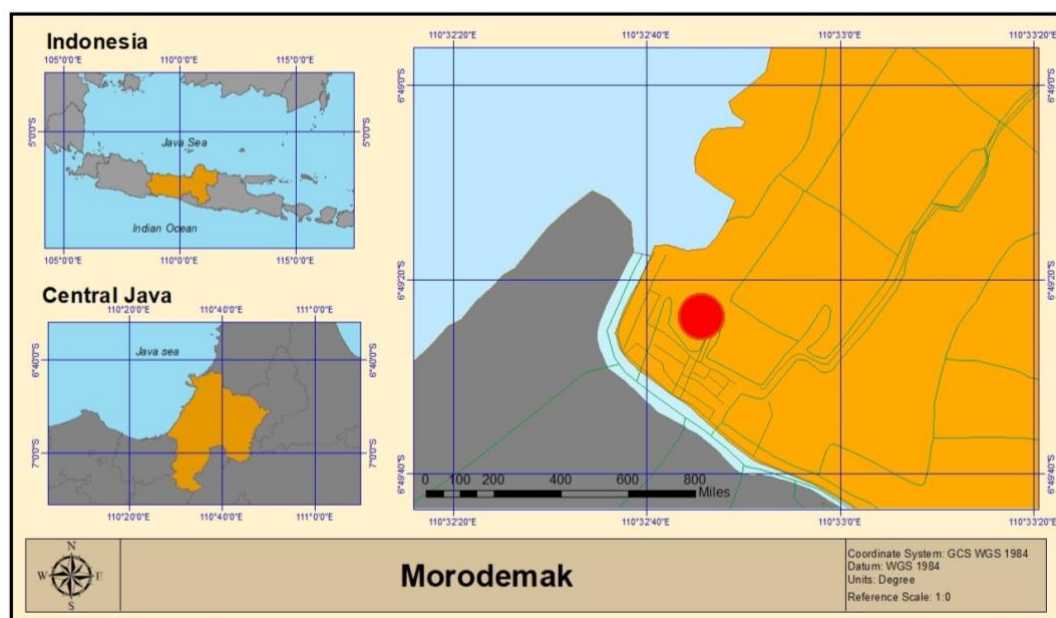 Indonesia
105°0'0"E 110°0'0"E 115°0'0"E
5°0'0"S 5°0'0"S
Java Sea
Indian Ocean
105°0'0"E 110°0'0"E 115°0'0"E
Central Java
110°20'0"E 110°40'0"E 111°0'0"E
Java sea
6°40'0"S 6°40'0"S
7°0'0"S 7°0'0"S
110°20'0"E 110°40'0"E 111°0'0"E
110°32'20"E 110°32'40"E 110°33'0"E 110°33'20"E
6°49'0"S 6°49'0"S
6°49'20"S 6°49'20"S
6°49'40"S 6°49'40"S
0 100 200 400 600 800
Miles
110°32'20"E 110°32'40"E 110°33'0"E 110°33'20"E
N
W E
S
Morodemak
Coordinate System: GCS WGS 1984
Datum: WGS 1984
Units: Degree
Reference Scale: 1:0